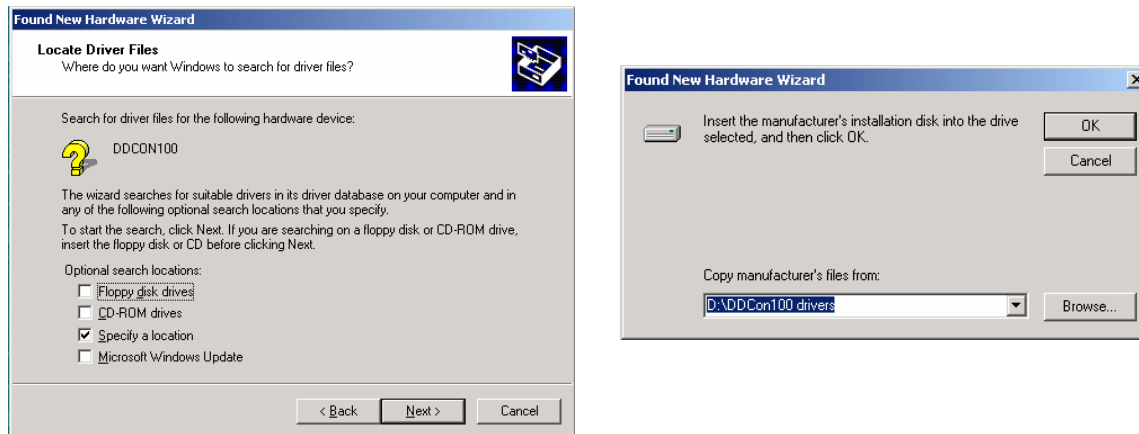 Found New Hardware Wizard
Locate Driver Files
Where do you want Windows to search for driver files?
Search for driver files for the following hardware device:
DDCON100
The wizard searches for suitable drivers in its driver database on your computer and in
any of the following optional search locations that you specify.
To start the search, click Next. If you are searching on a floppy disk or CD-ROM drive,
insert the floppy disk or CD before clicking Next.
Optional search locations:
Floppy disk drives
CD-ROM drives
Specify a location
Microsoft Windows Update
< Back
Next >
Cancel
Found New Hardware Wizard
Insert the manufacturer's installation disk into the drive
selected, and then click OK.
OK
Cancel
Copy manufacturer's files from:
D:\DDCon100 drivers
Browse...